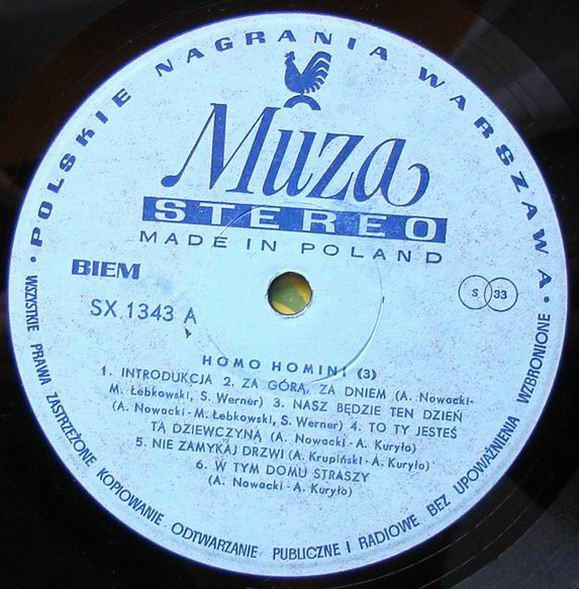 • POLSKIE NAGRANIA WARSZAWA •
Muza
STEREO
MADE IN POLAND
BIEM
SX 1343 A
S 33
HOMO HOMINI (3)
1. INTRODUKCJA 2. ZA GÓRĄ, ZA DNIEM (A. Nowacki-
M. Łebkowski, S. Werner) 3. NASZ BĘDZIE TEN DZIEŃ
(A. Nowacki - M. Łebkowski, S. Werner) 4. TO TY JESTEŚ
TĄ DZIEWCZYNĄ (A. Nowacki - A. Kuryło)
5. NIE ZAMYKAJ DRZWI (A. Krupiński - A. Kuryło)
6. W TYM DOMU STRASZY
(A. Nowacki - A. Kuryło)
WSZYSTKIE PRAWA ZASTRZEŻONE KOPIOWANIE ODTWARZANIE PUBLICZNE I RADIOWE BEZ UPOWAŻNIENIA WZBRONIONE